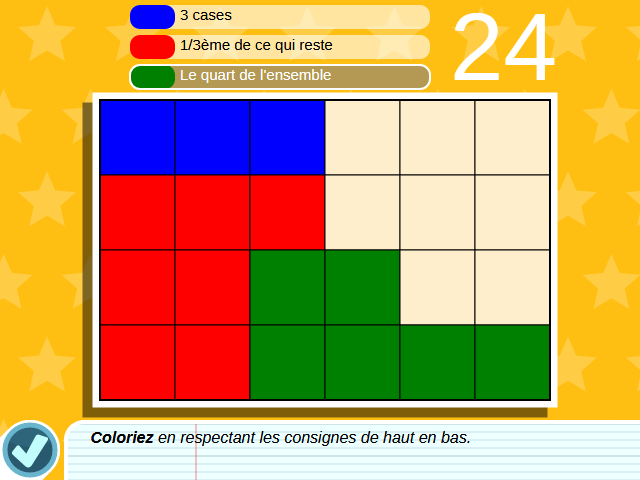 3 cases
1/3ème de ce qui reste
Le quart de l'ensemble
24
Coloriez en respectant les consignes de haut en bas.